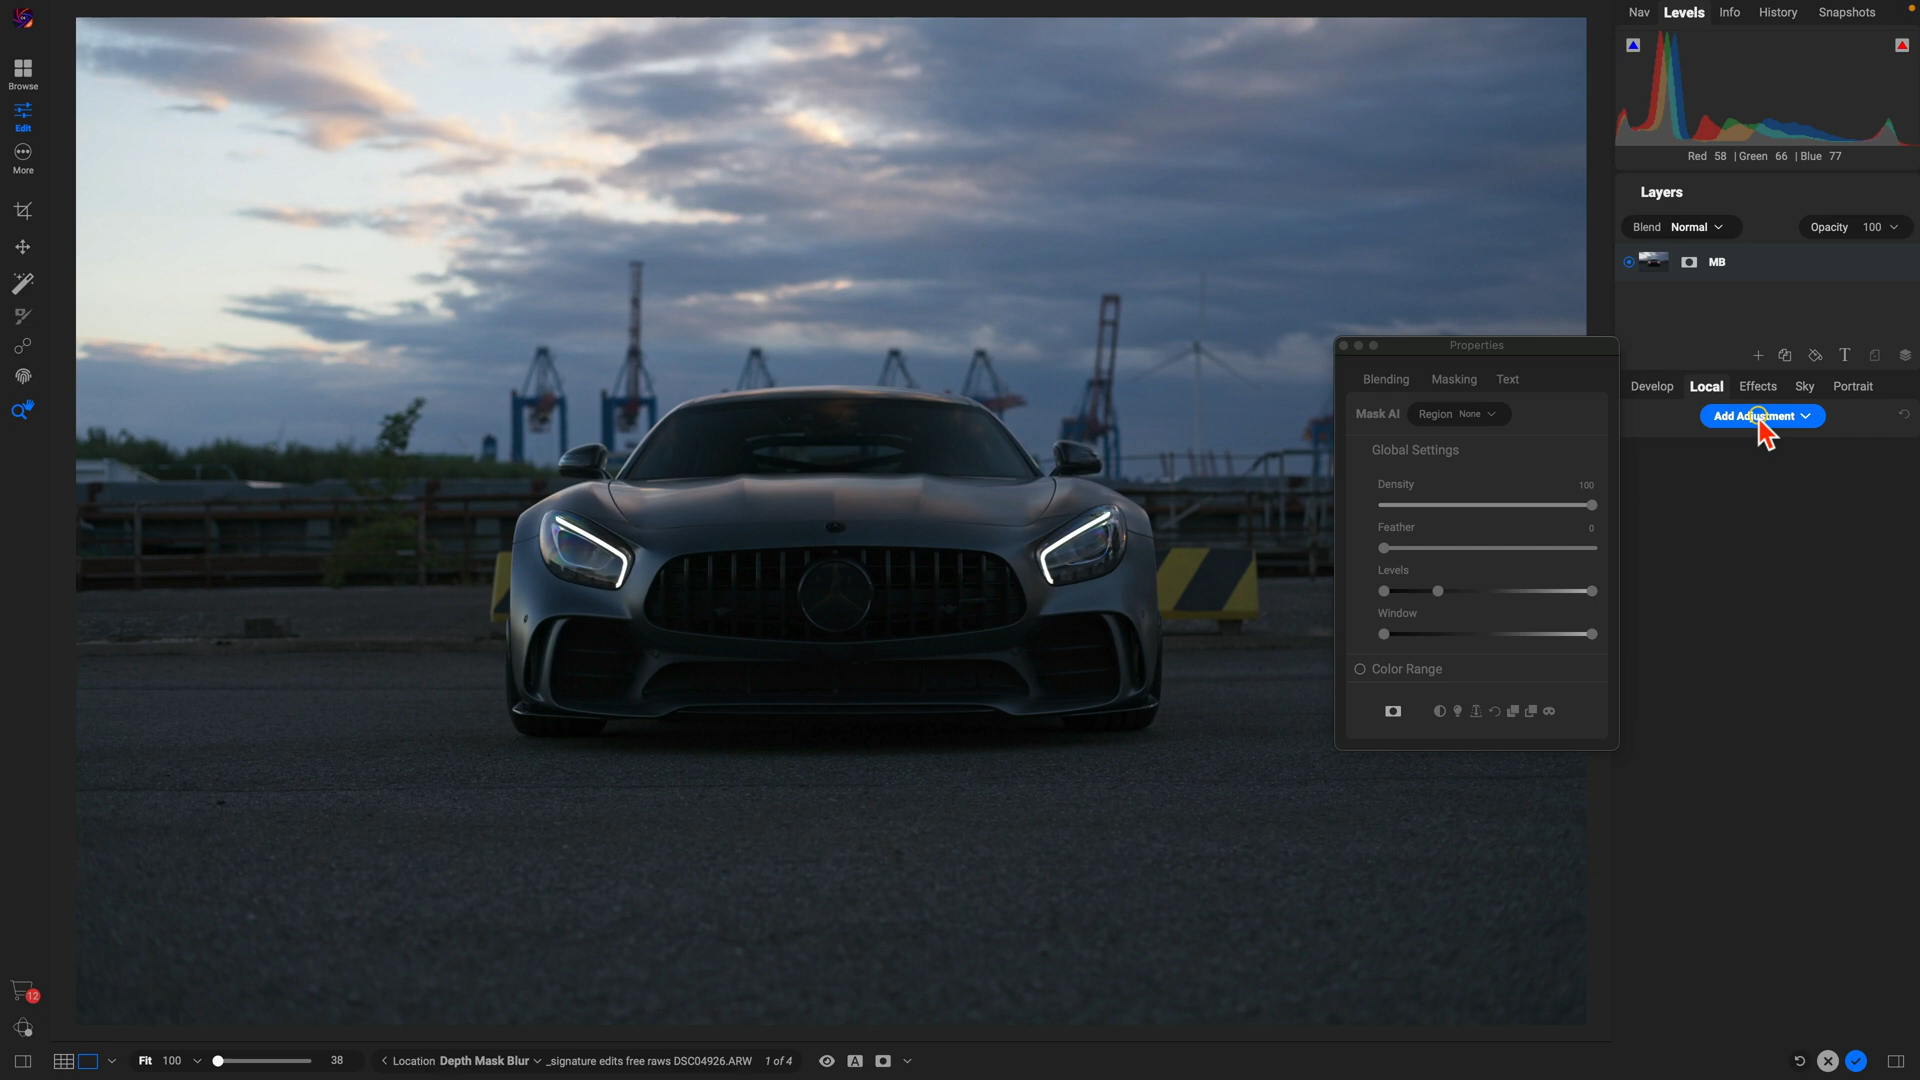 Nav Levels Info History Snapshots
Browse
Edit
More
Red 58 | Green 66 | Blue 77
Layers
Blend Normal
Opacity 100
MB
T
Develop Local Effects Sky Portrait
Add Adjustment
Properties
Blending Masking Text
Mask AI Region None
Global Settings
Density 100
Feather 0
Levels
Window
Color Range
12
Fit 100
38
Location Depth Mask Blur _signature edits free raws DSC04926.ARW 1 of 4
A